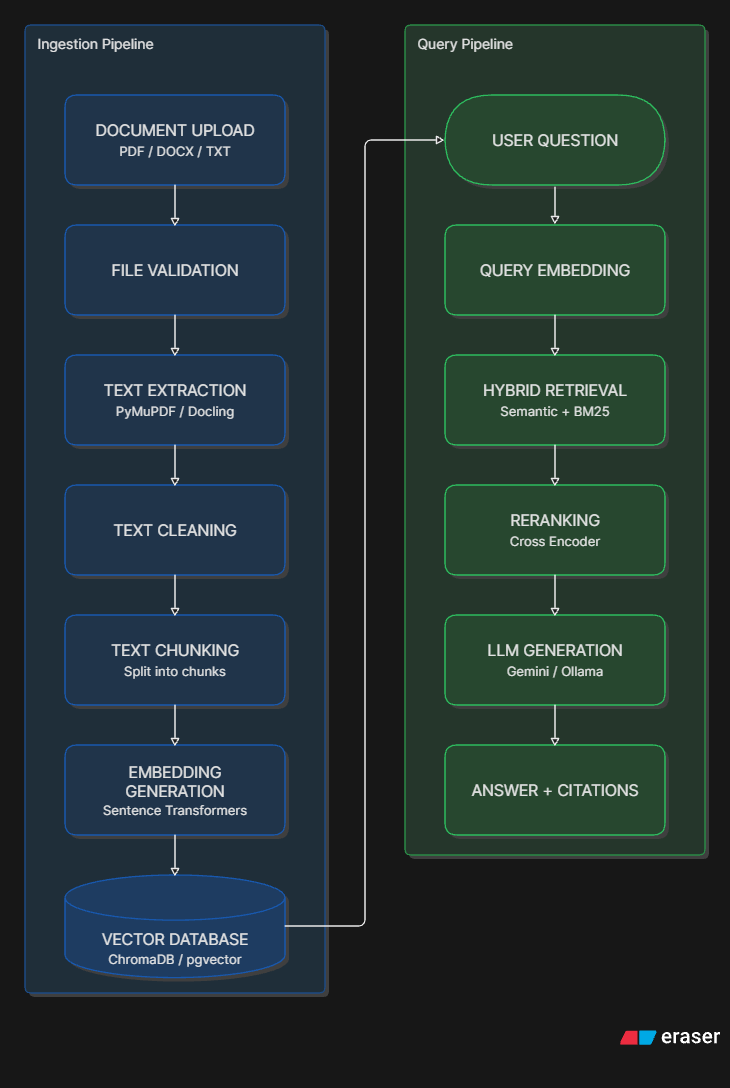 Ingestion Pipeline
DOCUMENT UPLOAD
PDF / DOCX / TXT
FILE VALIDATION
TEXT EXTRACTION
PyMuPDF / Docling
TEXT CLEANING
TEXT CHUNKING
Split into chunks
EMBEDDING
GENERATION
Sentence Transformers
VECTOR DATABASE
ChromaDB / pgvector
Query Pipeline
USER QUESTION
QUERY EMBEDDING
HYBRID RETRIEVAL
Semantic + BM25
RERANKING
Cross Encoder
LLM GENERATION
Gemini / Ollama
ANSWER + CITATIONS
eraser